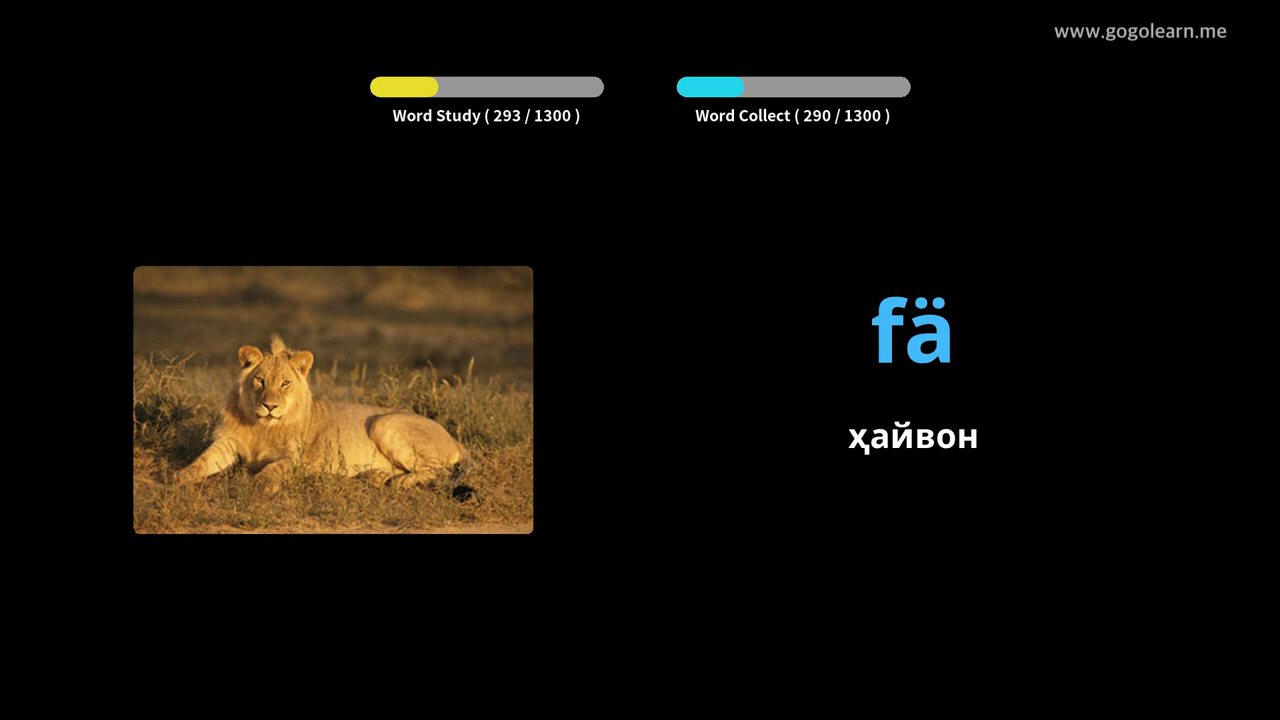 www.gogolearn.me
Word Study ( 293 / 1300 )
Word Collect ( 290 / 1300 )
fä
ҳайвон